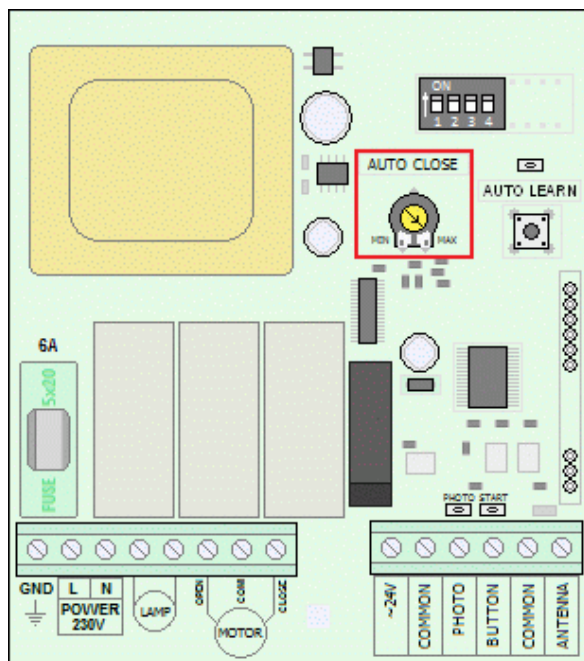 ON
1 2 3 4
AUTO CLOSE
MIN MAX
AUTO LEARN
6A
5x20
FUSE
PHOTO START
GND
L N
POWER
230V
LAMP
OPEN
COM
CLOSE
MOTOR
~24V
COMMON
PHOTO
BUTTON
COMMON
ANTENNA